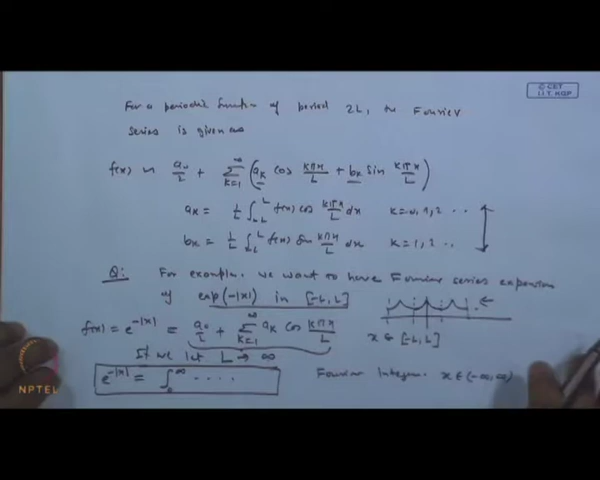 © CET
I.I.T. KGP
For a periodic function of period 2L, the Fourier
series is given as
f(x) ~ a₀/2 + ∑_{k=1}^{∞} (a_k cos kπx/L + b_k sin kπx/L)
a_k = 1/L ∫_{-L}^{L} f(x) cos kπx/L dx k=0,1,2 ...
b_k = 1/L ∫_{-L}^{L} f(x) sin kπx/L dx k=1,2 ..
Q: For example. we want to have Fourier series expansion
of exp(-|x|) in [-L,L]
f(x) = e^{-|x|} = a₀/2 + ∑_{k=1}^{∞} a_k cos kπx/L x ∈ [-L,L]
If we let L → ∞
e^{-|x|} = ∫_0^∞ .... Fourier Integral x ∈ (-∞,∞)
NPTEL